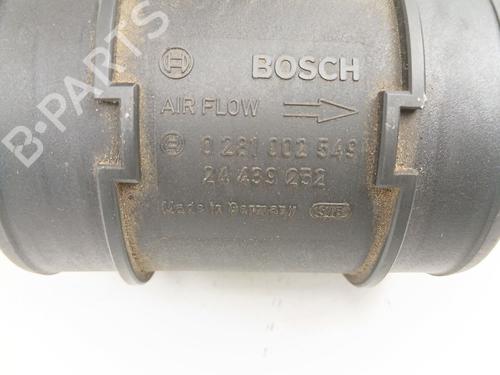 B-PARTS
BOSCH
AIR FLOW
0 281 002 549
24 439 252
Made in Germany